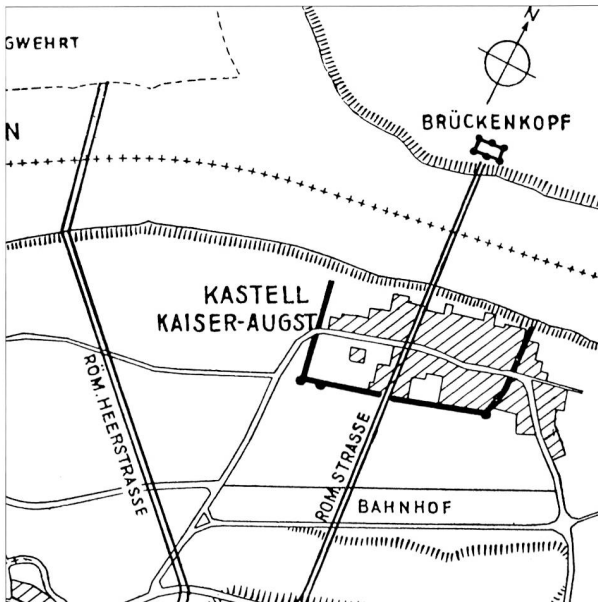 GWEHRT
N
N
BRÜCKENKOPF
KASTELL
KAISER-AUGST
RÖM. HEERSTRASSE
RÖM. STRASSE
BAHNHOF